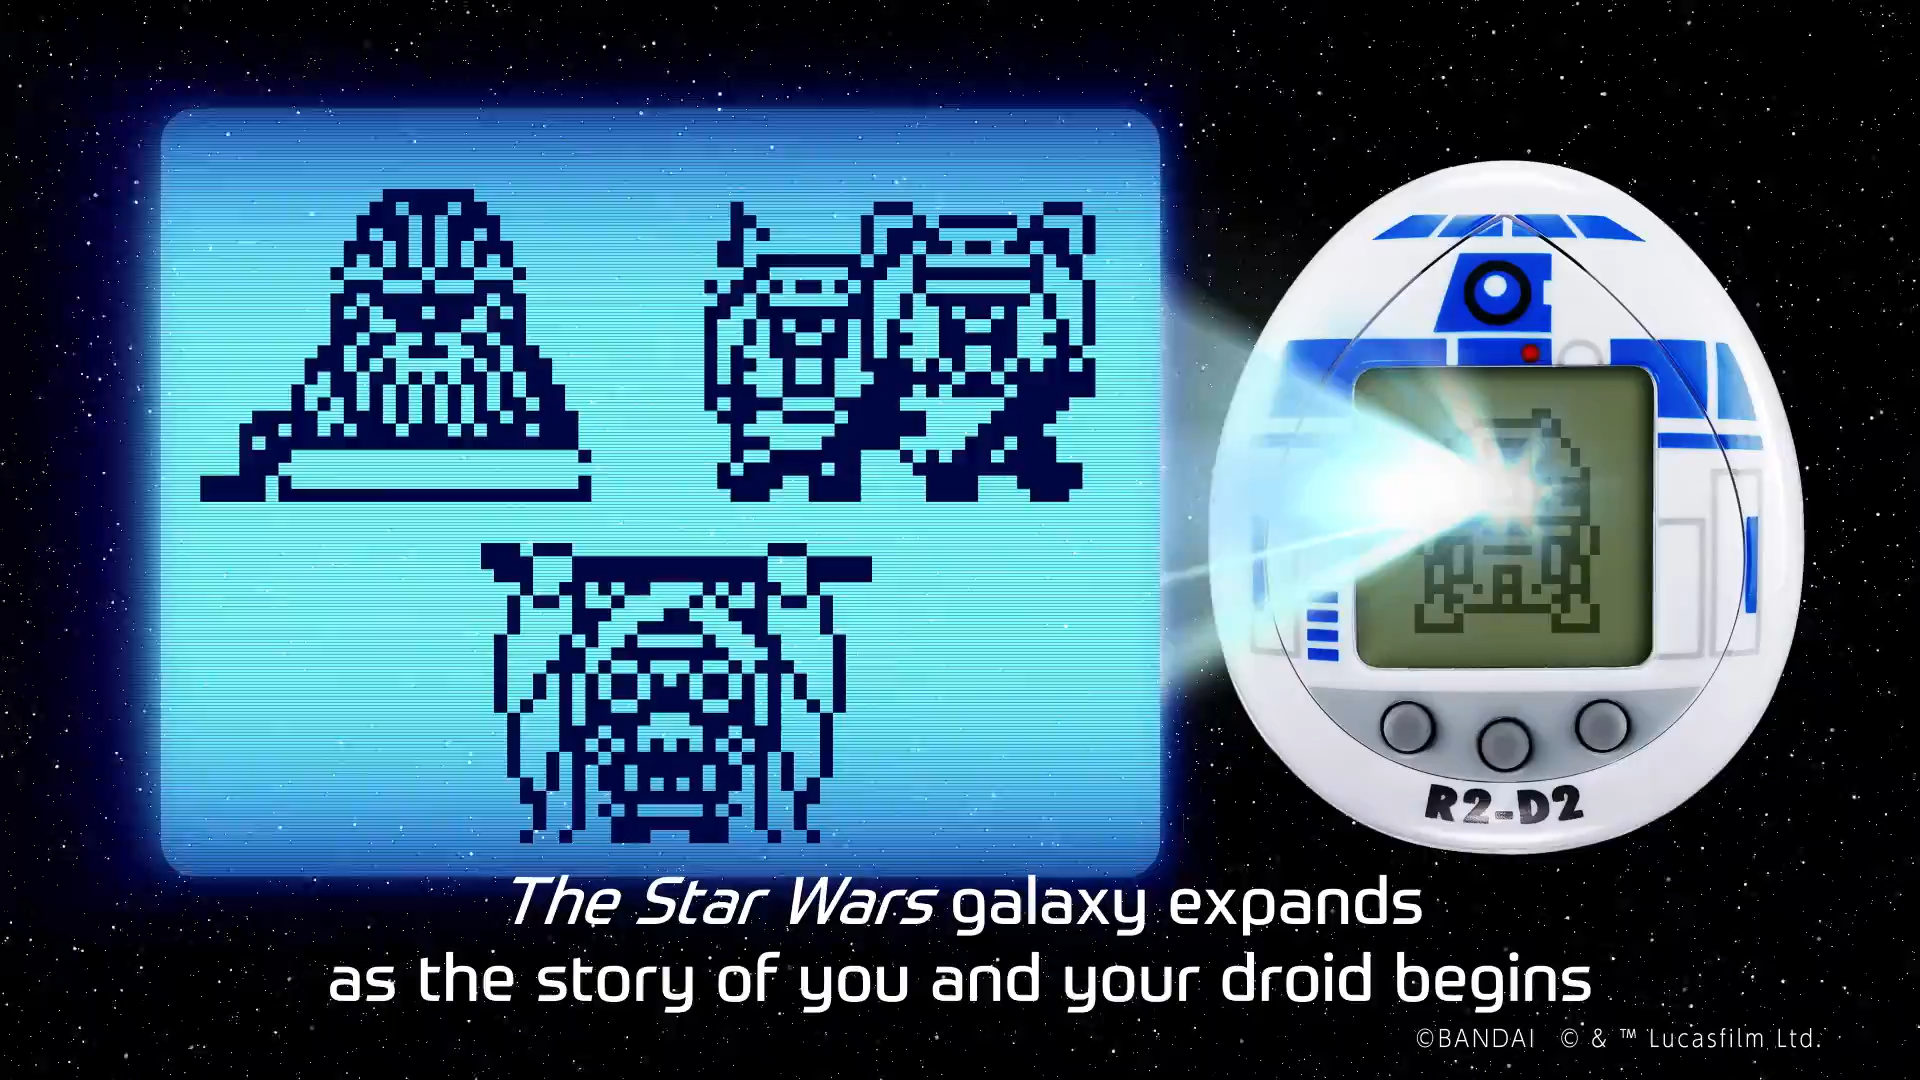 R2-D2
The Star Wars galaxy expands
as the story of you and your droid begins
©BANDAI © & ™ Lucasfilm Ltd.